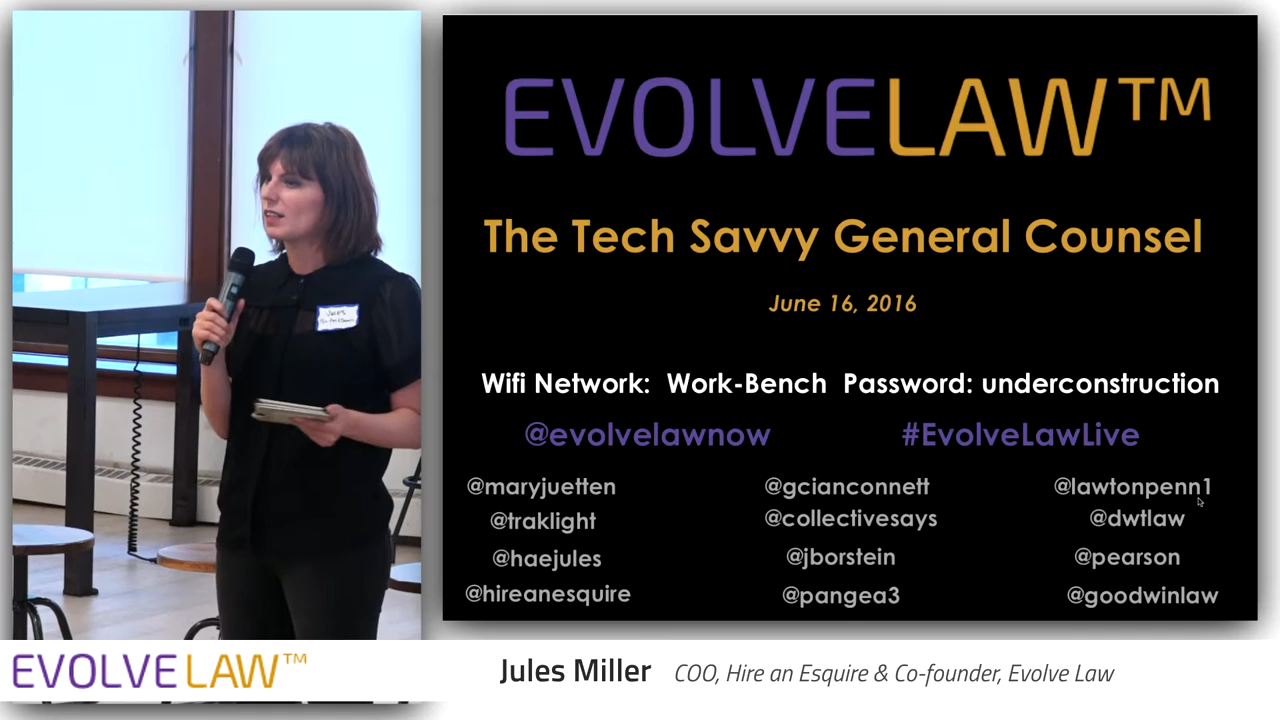 Jules
EVOLVELAW™
The Tech Savvy General Counsel
June 16, 2016
Wifi Network: Work-Bench Password: underconstruction
@evolvelawnow #EvolveLawLive
@maryjuetten @gcianconnett @lawtonpenn1
@traklight @collectivesays @dwtlaw
@haejules @jborstein @pearson
@hireanesquire @pangea3 @goodwinlaw
EVOLVELAW™
Jules Miller COO, Hire an Esquire & Co-founder, Evolve Law